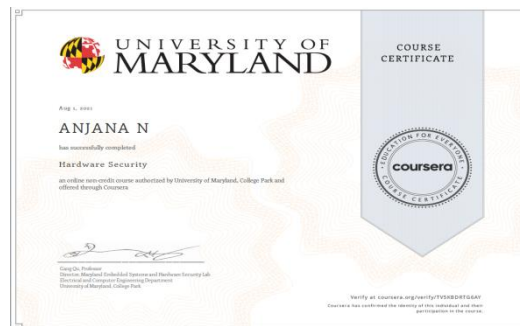 UNIVERSITY OF
MARYLAND
COURSE
CERTIFICATE
Aug 1, 2021
ANJANA N
has successfully completed
Hardware Security
an online non-credit course authorized by University of Maryland, College Park and
offered through Coursera
EDUCATION FOR EVERYONE
coursera
COURSE CERTIFICATE
Gang Qu, Professor
Director, Maryland Embedded Systems and Hardware Security Lab
Electrical and Computer Engineering Department
University of Maryland, College Park
Verify at coursera.org/verify/
Coursera has confirmed the identity of this individual and their
participation in the course.